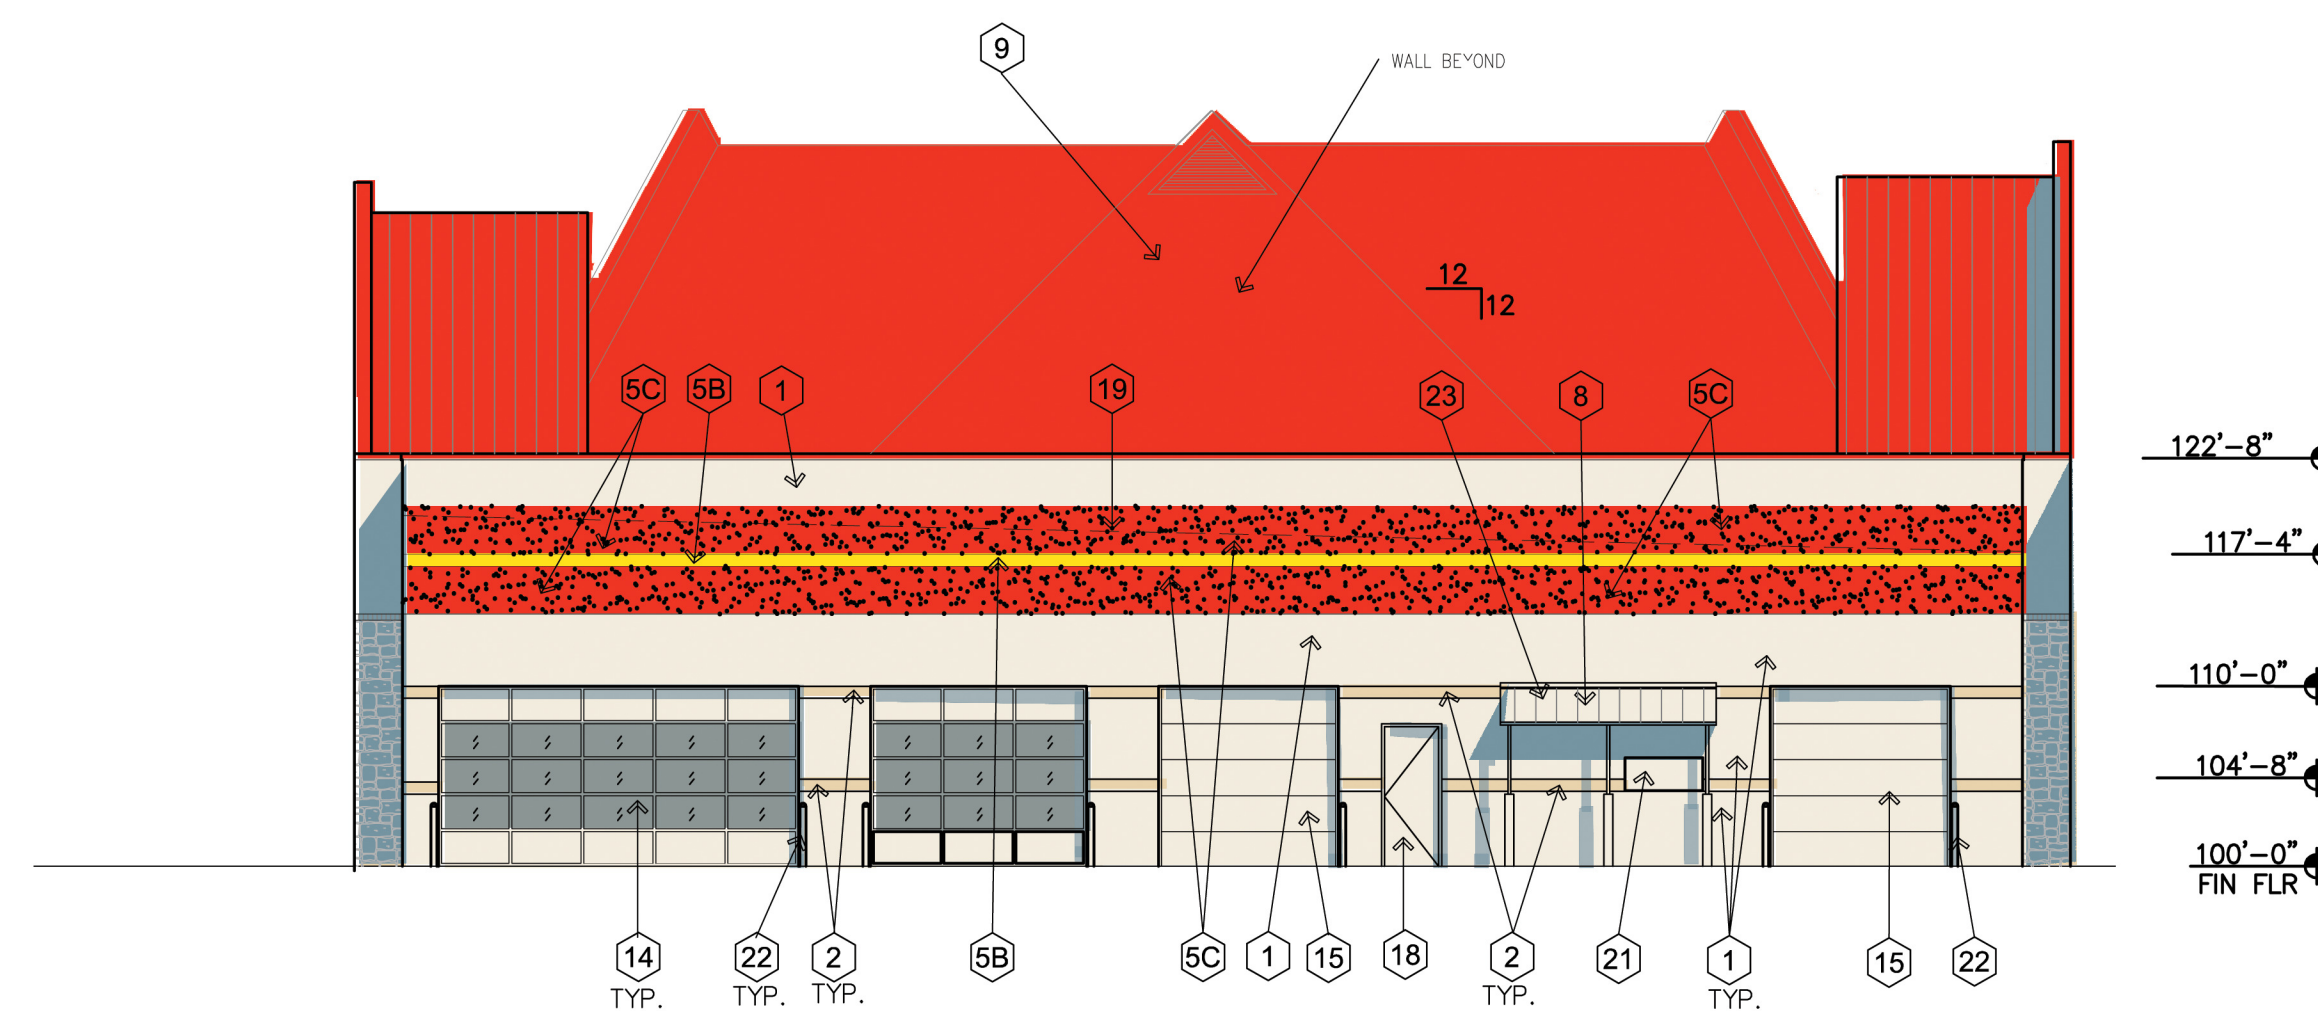 9
WALL BEYOND
12
12
5C
5B
1
19
23
8
5C
122'-8"
117'-4"
110'-0"
104'-8"
100'-0"
FIN FLR
14
TYP.
22
TYP.
2
TYP.
5B
5C
1
15
18
2
TYP.
21
1
TYP.
15
22